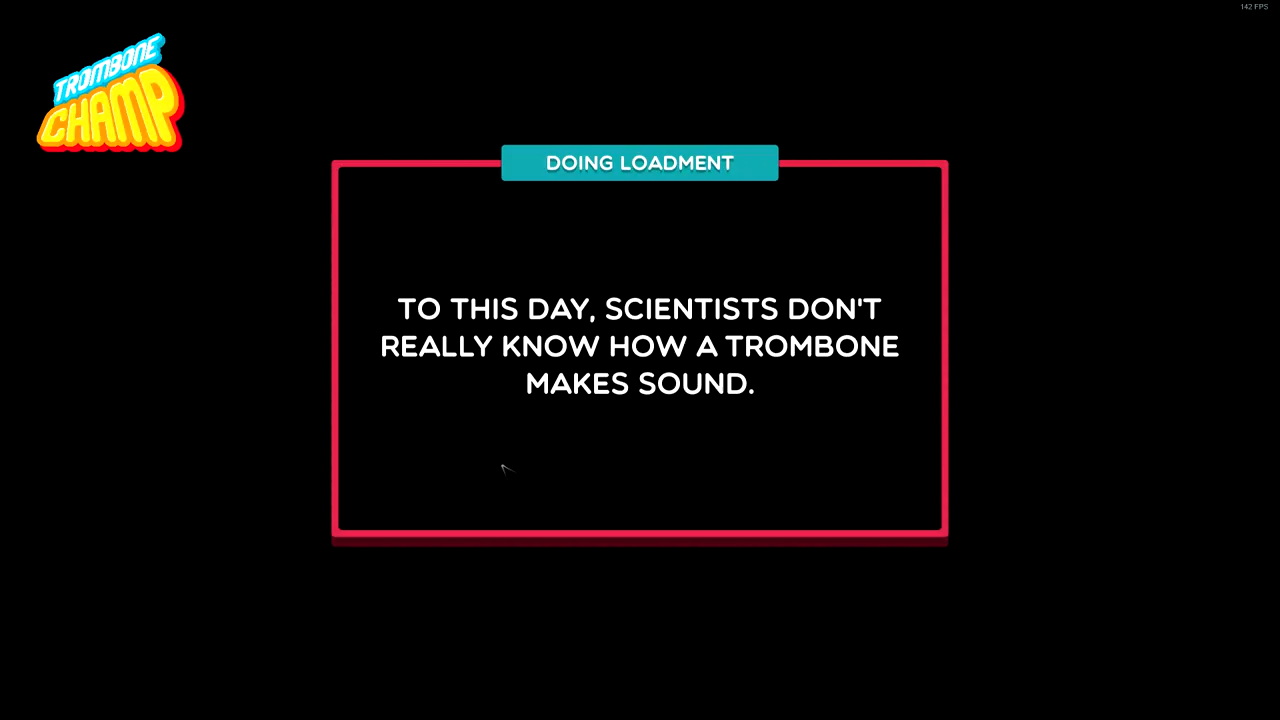 142 FPS
TROMBONE
CHAMP
DOING LOADMENT
TO THIS DAY, SCIENTISTS DON'T
REALLY KNOW HOW A TROMBONE
MAKES SOUND.